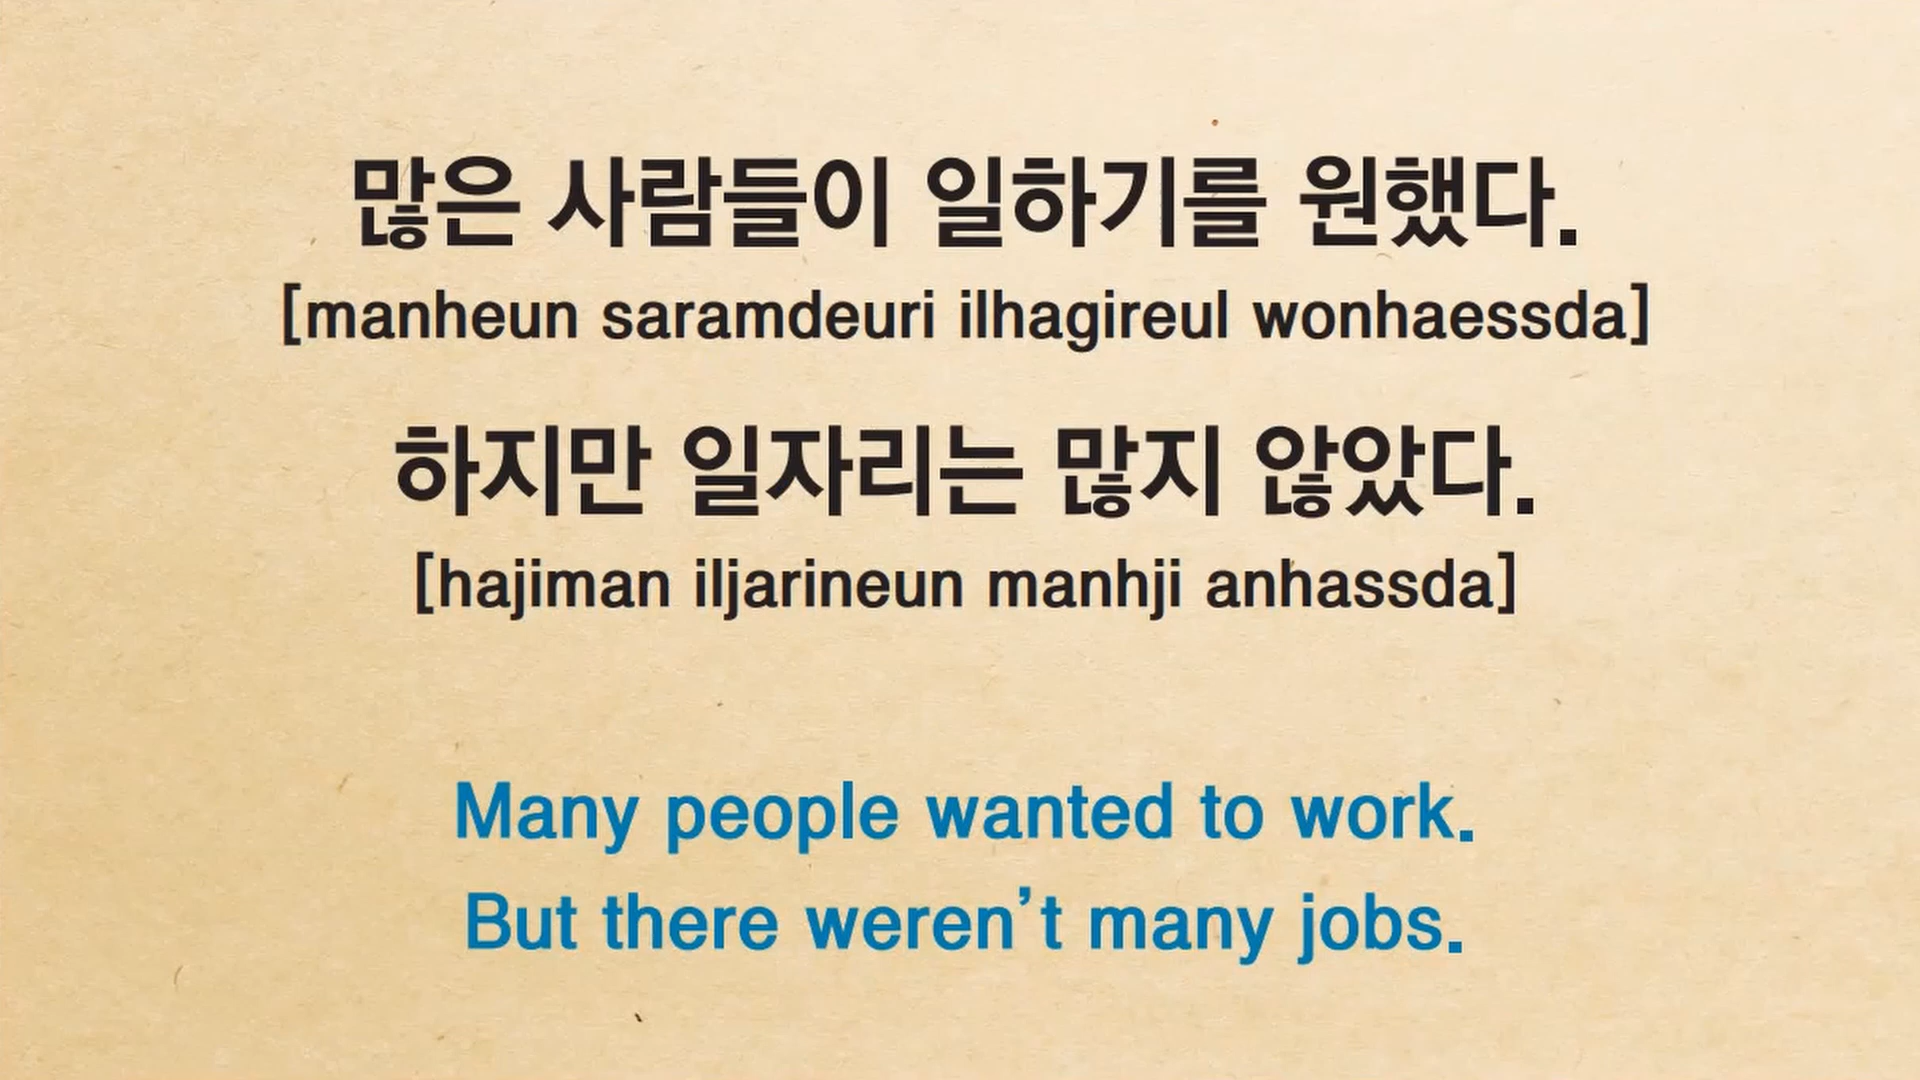 많은 사람들이 일하기를 원했다.
[manheun saramdeuri ilhagireul wonhaessda]
하지만 일자리는 많지 않았다.
[hajiman iljarineun manhji anhassda]
Many people wanted to work.
But there weren't many jobs.